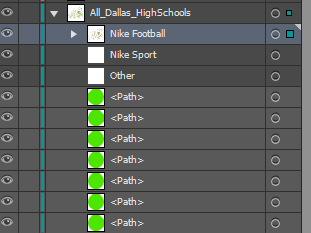 All_Dallas_HighSchools
Nike Football
Nike Sport
Other
<Path>
<Path>
<Path>
<Path>
<Path>
<Path>
<Path>